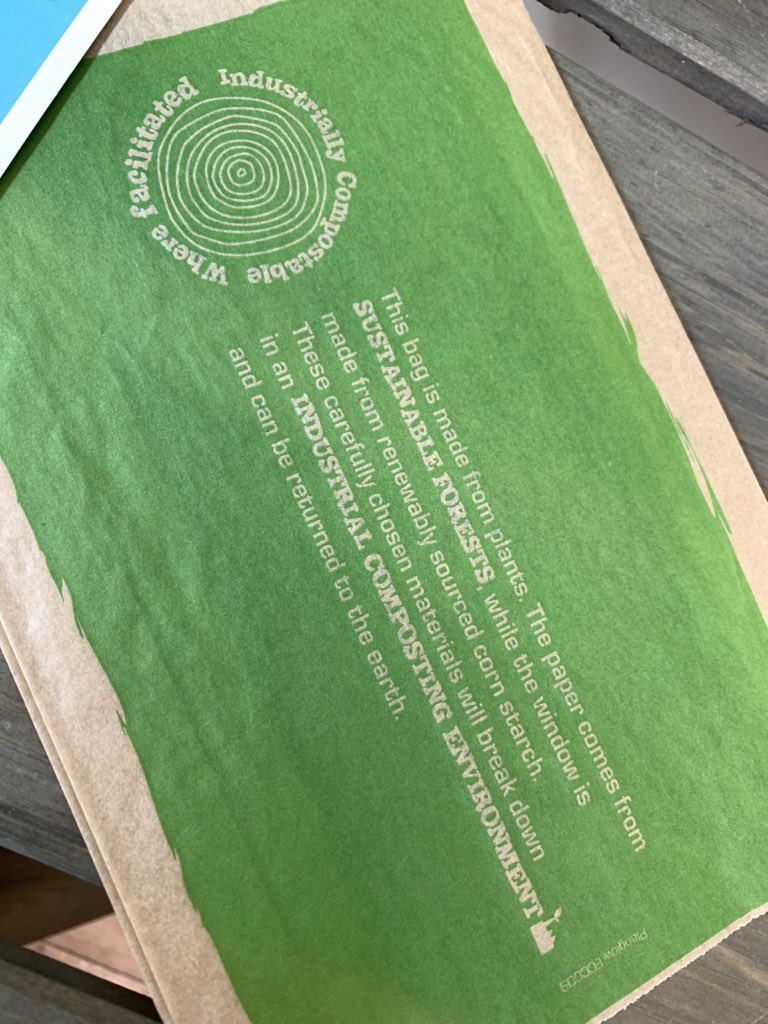 Industrially Compostable Where Facilitated
This bag is made from plants. The paper comes from
SUSTAINABLE FORESTS, while the window is
made from renewably sourced corn starch.
These carefully chosen materials will break down
in an INDUSTRIAL COMPOSTING ENVIRONMENT
and can be returned to the earth.
Planglow ECCC09